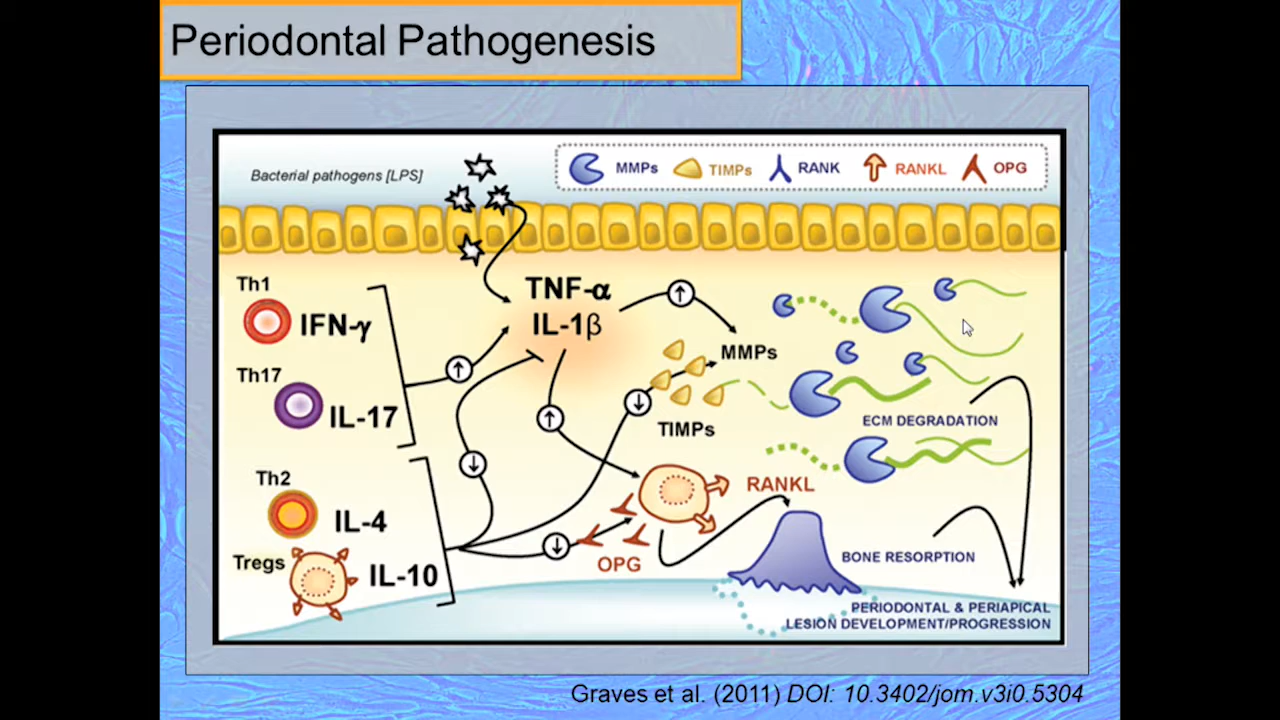 Periodontal Pathogenesis
Bacterial pathogens [LPS]
MMPs TIMPs RANK RANKL OPG
Th1
IFN-γ
Th17
IL-17
Th2
IL-4
Tregs
IL-10
TNF-α
IL-1β
MMPs
TIMPs
ECM DEGRADATION
RANKL
OPG
BONE RESORPTION
PERIODONTAL & PERIAPICAL
LESION DEVELOPMENT/PROGRESSION
Graves et al. (2011) DOI: 10.3402/jom.v3i0.5304